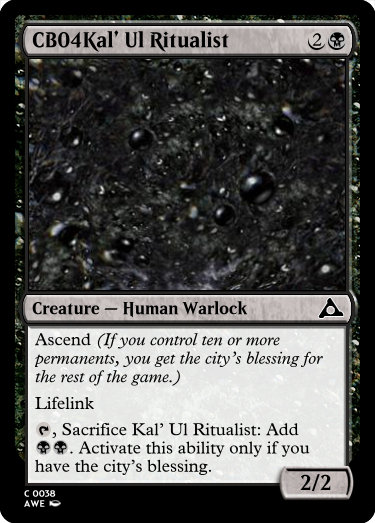 CB04Kal' Ul Ritualist 2
Creature — Human Warlock
Ascend (If you control ten or more
permanents, you get the city's blessing for
the rest of the game.)
Lifelink
, Sacrifice Kal' Ul Ritualist: Add
. Activate this ability only if you
have the city's blessing.
2/2
C 0038
AWE